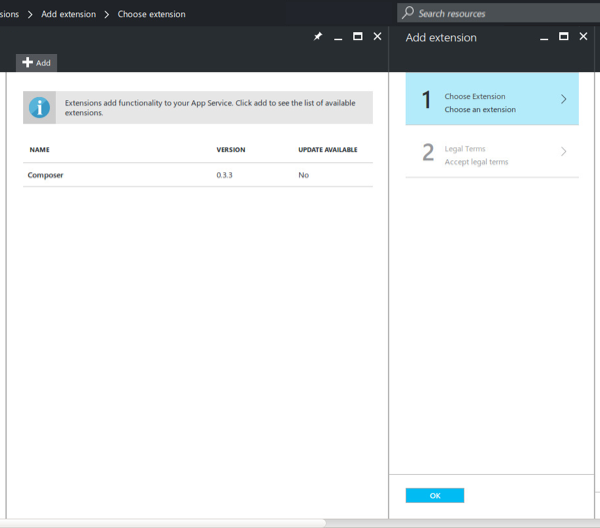 sions > Add extension > Choose extension
Search resources
Add extension
+ Add
Extensions add functionality to your App Service. Click add to see the list of available
extensions.
NAME VERSION UPDATE AVAILABLE
Composer 0.3.3 No
1 Choose Extension
Choose an extension
2 Legal Terms
Accept legal terms
OK